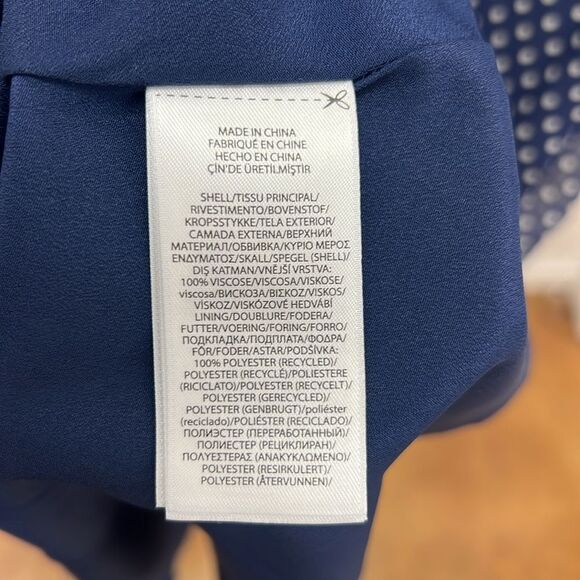 MADE IN CHINA
FABRIQUÉ EN CHINE
HECHO EN CHINA
ÇİN'DE ÜRETİLMİŞTİR
SHELL/TISSU PRINCIPAL/
RIVESTIMENTO/BOVENSTOF/
KROPSSTYKKE/TELA EXTERIOR/
CAMADA EXTERNA/ВЕРХНИЙ
МАТЕРИАЛ/ОБВИВКА/ΚΥΡΙΟ ΜΕΡΟΣ
ΕΝΔΥΜΑΤΟΣ/SKALL/SPEGEL (SHELL)/
DIŞ KATMAN/VNĚJŠÍ VRSTVA:
100% VISCOSE/VISCOSA/VISKOSE/
viscosa/ВИСКОЗА/ΒΙΣΚΟΖ/VISKOS/
VİSKOZ/VISKÓZOVÉ HEDVÁBÍ
LINING/DOUBLURE/FODERA/
FUTTER/VOERING/FORING/FORRO/
ПОДКЛАДКА/ПОДПЛАТА/ΦΟΔΡΑ/
FÔR/FODER/ASTAR/PODŠÍVKA:
100% POLYESTER (RECYCLED)/
POLYESTER (RECYCLÉ)/POLIESTERE
(RICICLATO)/POLYESTER (RECYCELT)/
POLYESTER (GERECYCLED)/
POLYESTER (GENBRUGT)/poliéster
(reciclado)/POLIÉSTER (RECICLADO)/
ПОЛИЭСТЕР (ПЕРЕРАБОТАННЫЙ)/
ПОЛИЕСТЕР (РЕЦИКЛИРАН)/
ΠΟΛΥΕΣΤΕΡΑΣ (ΑΝΑΚΥΚΛΩΜΕΝΟ)/
POLYESTER (RESIRKULERT)/
POLYESTER (ÅTERVUNNEN)/